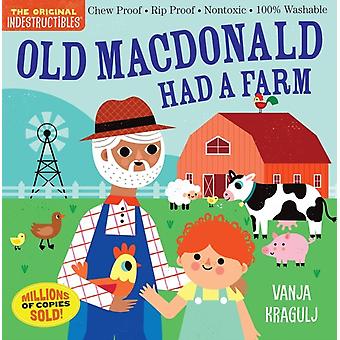 THE ORIGINAL
INDESTRUCTIBLES®
Chew Proof • Rip Proof • Nontoxic • 100% Washable
OLD MACDONALD
HAD A FARM
MILLIONS
OF COPIES
SOLD!
VANJA
KRAGULJ